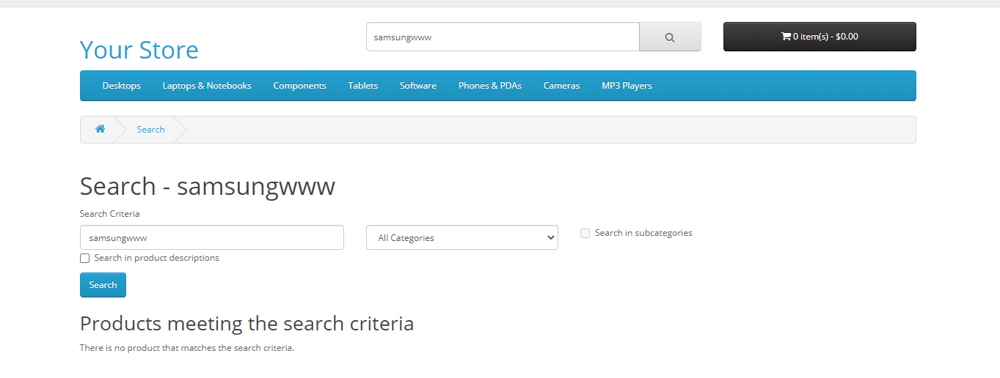 samsungwww
0 item(s) - $0.00
Your Store
Desktops Laptops & Notebooks Components Tablets Software Phones & PDAs Cameras MP3 Players
Search
Search - samsungwww
Search Criteria
samsungwww All Categories Search in subcategories
Search in product descriptions
Search
Products meeting the search criteria
There is no product that matches the search criteria.